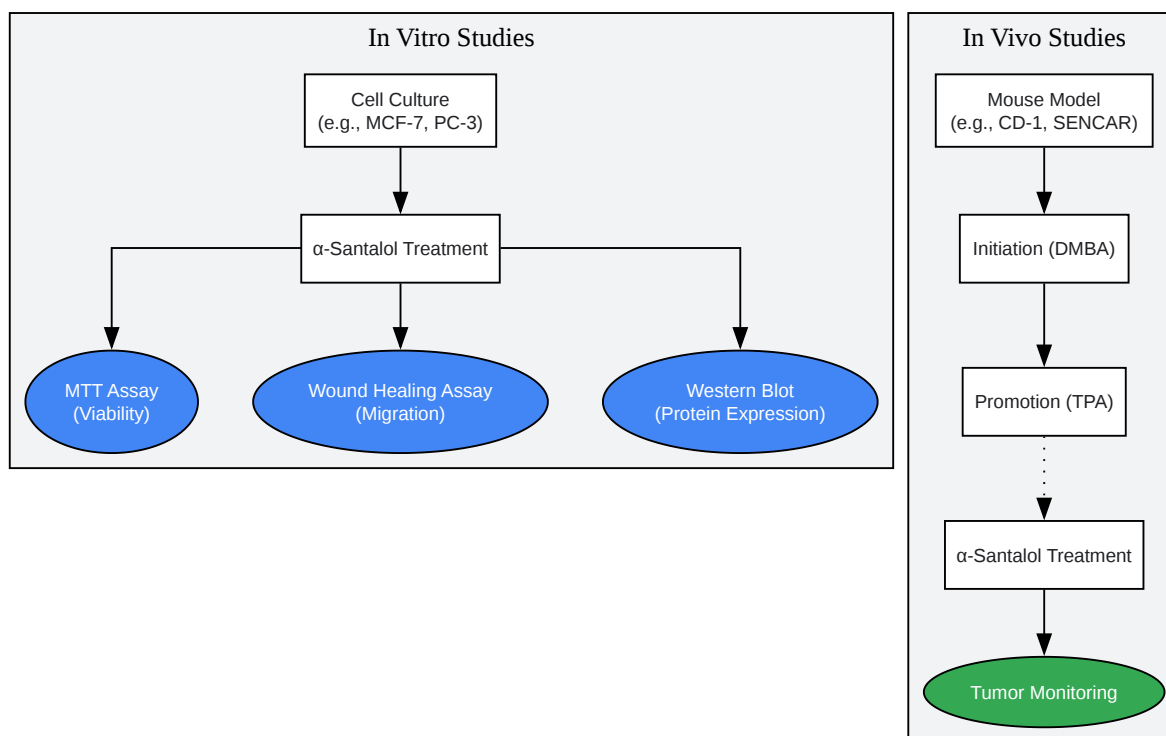 In Vitro Studies
Cell Culture
(e.g., MCF-7, PC-3)
α-Santalol Treatment
MTT Assay
(Viability)
Wound Healing Assay
(Migration)
Western Blot
(Protein Expression)
In Vivo Studies
Mouse Model
(e.g., CD-1, SENCAR)
Initiation (DMBA)
Promotion (TPA)
α-Santalol Treatment
Tumor Monitoring